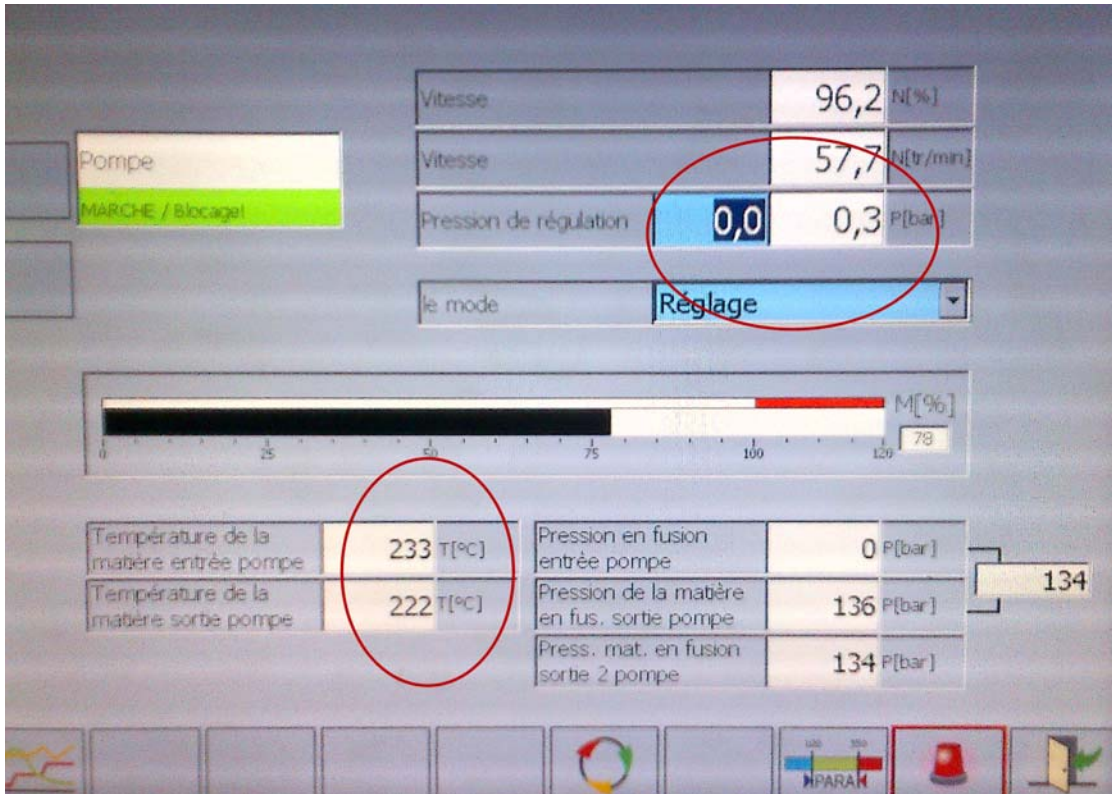 Vitesse 96,2 N[%]
Pompe
Vitesse 57,7 N[tr/min]
MARCHE / Blocage!
Pression de régulation 0,0 0,3 P[bar]
le mode Réglage
M[%]
78
0 25 50 75 100 120
Température de la
matière entrée pompe 233 T[°C]
Pression en fusion
entrée pompe 0 P[bar]
134
Température de la
matière sortie pompe 222 T[°C]
Pression de la matière
en fus. sortie pompe 136 P[bar]
Press. mat. en fusion
sortie 2 pompe 134 P[bar]
PARA